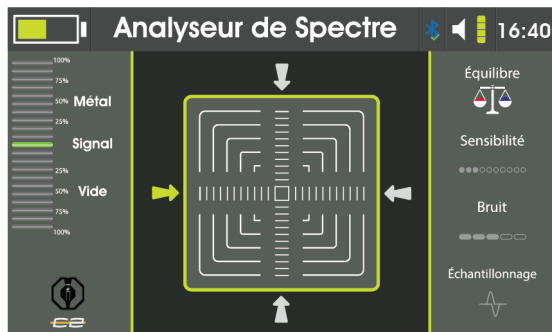 Analyseur de Spectre
16:40
100%
75%
50% Métal
25%
Signal
25%
50% Vide
75%
100%
Équilibre
Sensibilité
Bruit
Échantillonnage